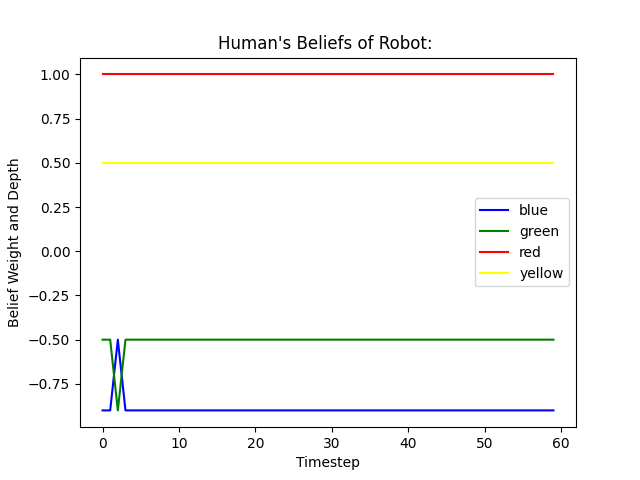 Human's Beliefs of Robot:
Belief Weight and Depth
1.00
0.75
0.50
0.25
0.00
−0.25
−0.50
−0.75
blue
green
red
yellow
0 10 20 30 40 50 60
Timestep